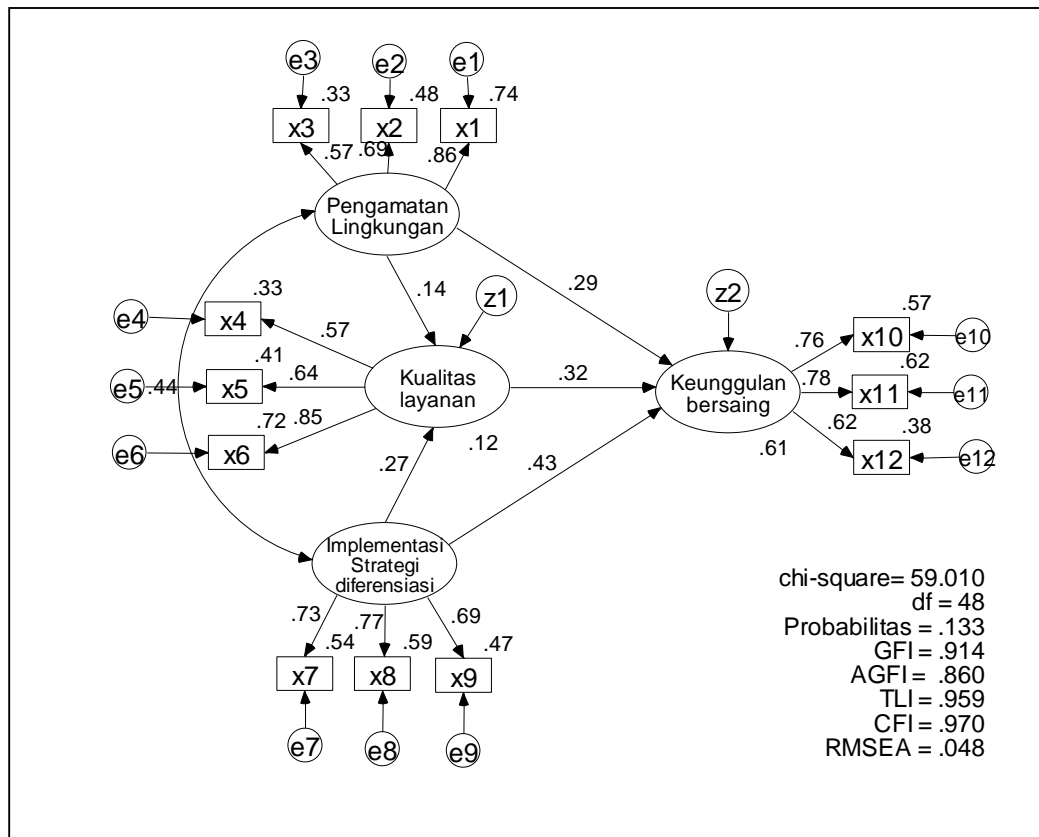 e3
e2
e1
.33
.48
.74
x3
x2
x1
.57
.69
.86
Pengamatan
Lingkungan
.14
.29
z1
z2
e4
.33
x4
.57
.41
e5
.44
x5
.64
.72
.85
e6
x6
Kualitas
layanan
.12
.32
.27
.43
Keunggulan
bersaing
.61
.57
.76
x10
e10
.62
.78
x11
e11
.62
.38
x12
e12
Implementasi
Strategi
diferensiasi
.73
.77
.69
.54
.59
.47
x7
x8
x9
e7
e8
e9
chi-square= 59.010
df = 48
Probabilitas = .133
GFI = .914
AGFI = .860
TLI = .959
CFI = .970
RMSEA = .048